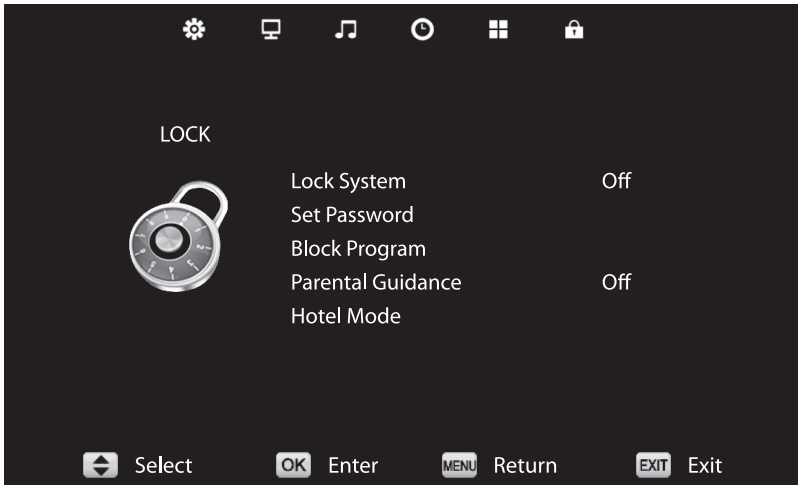 LOCK
Lock System Off
Set Password
Block Program
Parental Guidance Off
Hotel Mode
Select OK Enter MENU Return EXIT Exit